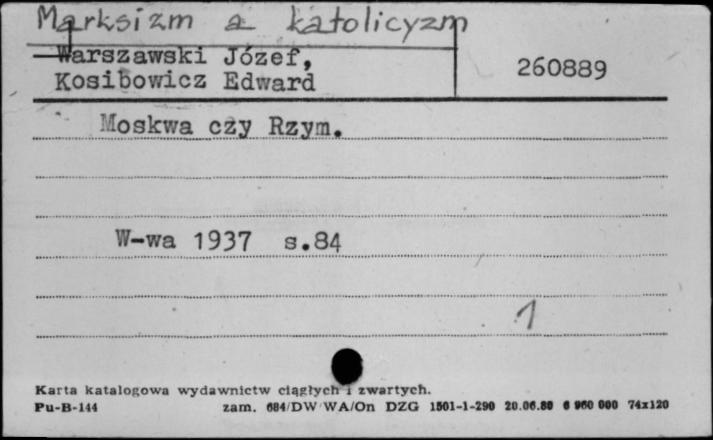 Marksizm a katolicyzm
Warszawski Józef,
Kosibowicz Edward
260889
Moskwa czy Rzym.
W-wa 1937 s.84
1
Karta katalogowa wydawnictw ciągłych i zwartych.
Pu-B-144 zam. 684/DW WA/On DZG 1501-1-290 20.06.80 6 960 000 74x120